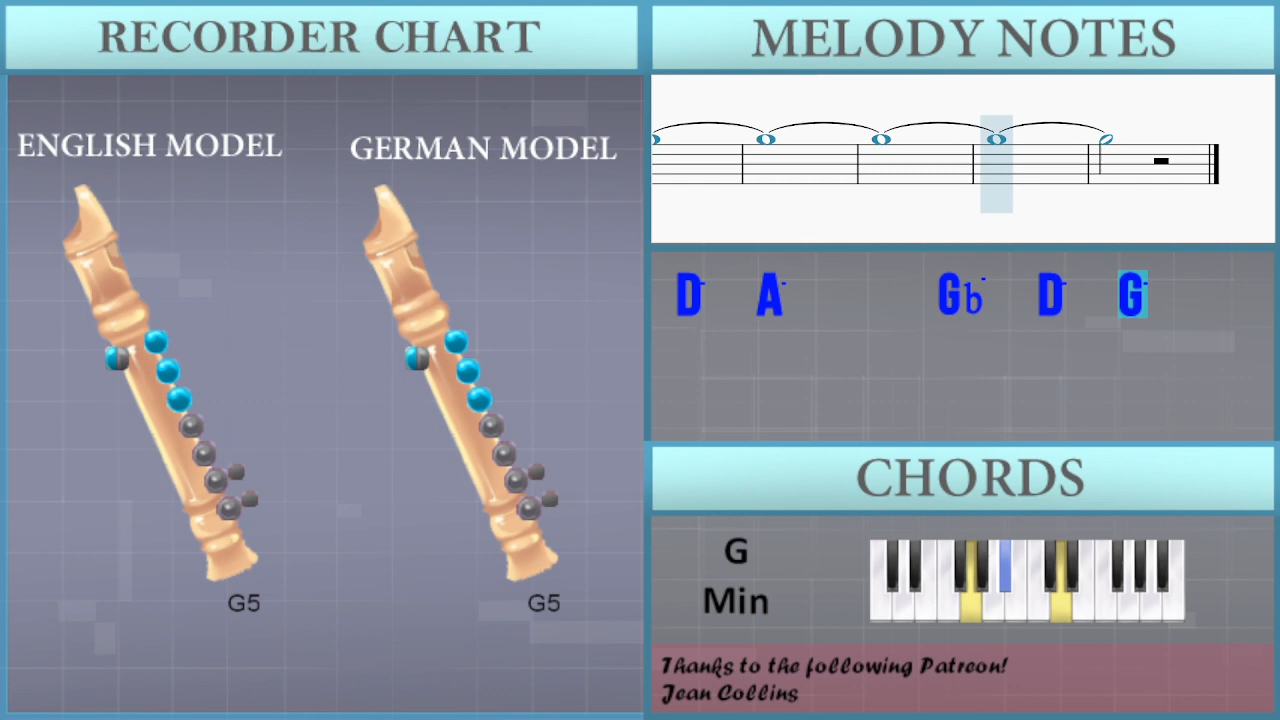 RECORDER CHART
MELODY NOTES
ENGLISH MODEL
GERMAN MODEL
D- A- Gb- D- G-
CHORDS
G
Min
G5
G5
Thanks to the following Patreon!
Jean Collins